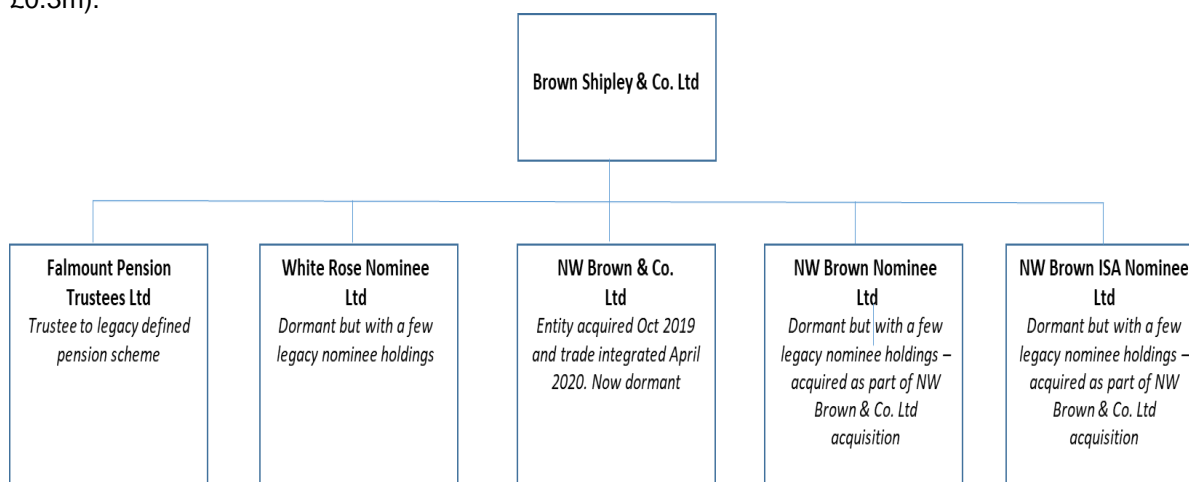 £0.3m).
Brown Shipley & Co. Ltd
Falmount Pension
Trustees Ltd
Trustee to legacy defined
pension scheme
White Rose Nominee
Ltd
Dormant but with a few
legacy nominee holdings
NW Brown & Co.
Ltd
Entity acquired Oct 2019
and trade integrated April
2020. Now dormant
NW Brown Nominee
Ltd
Dormant but with a few
legacy nominee holdings –
acquired as part of NW
Brown & Co. Ltd
acquisition
NW Brown ISA Nominee
Ltd
Dormant but with a few
legacy nominee holdings –
acquired as part of NW
Brown & Co. Ltd
acquisition